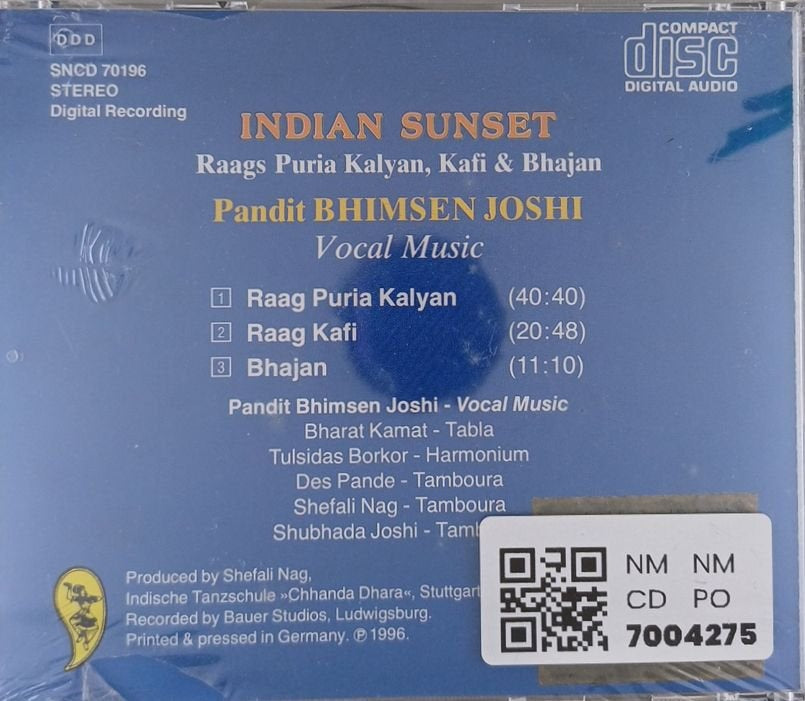 DDD
SNCD 70196
STEREO
Digital Recording
COMPACT
disc
DIGITAL AUDIO
INDIAN SUNSET
Raags Puria Kalyan, Kafi & Bhajan
Pandit BHIMSEN JOSHI
Vocal Music
1 Raag Puria Kalyan (40:40)
2 Raag Kafi (20:48)
3 Bhajan (11:10)
Pandit Bhimsen Joshi - Vocal Music
Bharat Kamat - Tabla
Tulsidas Borkor - Harmonium
Des Pande - Tamboura
Shefali Nag - Tamboura
Shubhada Joshi - Tam
Produced by Shefali Nag,
Indische Tanzschule »Chhanda Dhara«, Stuttgart
Recorded by Bauer Studios, Ludwigsburg.
Printed & pressed in Germany. ℗ 1996.
NM NM
CD PO
7004275